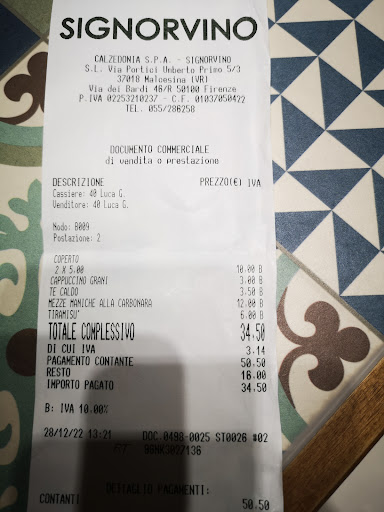 SIGNORVINO
CALZEDONIA S.P.A. - SIGNORVINO
S.L. Via Portici Umberto Primo 5/3
37018 Malcesina (VR)
Via dei Bardi 46/R 50100 Firenze
P.IVA 02253210237 - C.F. 01037050422
TEL. 055/286258
DOCUMENTO COMMERCIALE
di vendita o prestazione
DESCRIZIONE PREZZO(€) IVA
Cassiere: 40 Luca G.
Venditore: 40 Luca G.
Nodo: B009
Postazione: 2
COPERTO
2 X 5.00 10.00 B
CAPPUCCINO GRANI 3.00 B
TE CALDO 3.50 B
MEZZE MANICHE ALLA CARBONARA 12.00 B
TIRAMISU' 6.00 B
TOTALE COMPLESSIVO 34,50
DI CUI IVA 3,14
PAGAMENTO CONTANTE 50,50
RESTO 16,00
IMPORTO PAGATO 34,50
B: IVA 10.00%
28/12/22 13:21 DOC.0498-0025 ST0026 #02
DETTAGLIO PAGAMENTI:
CONTANTI 50,50